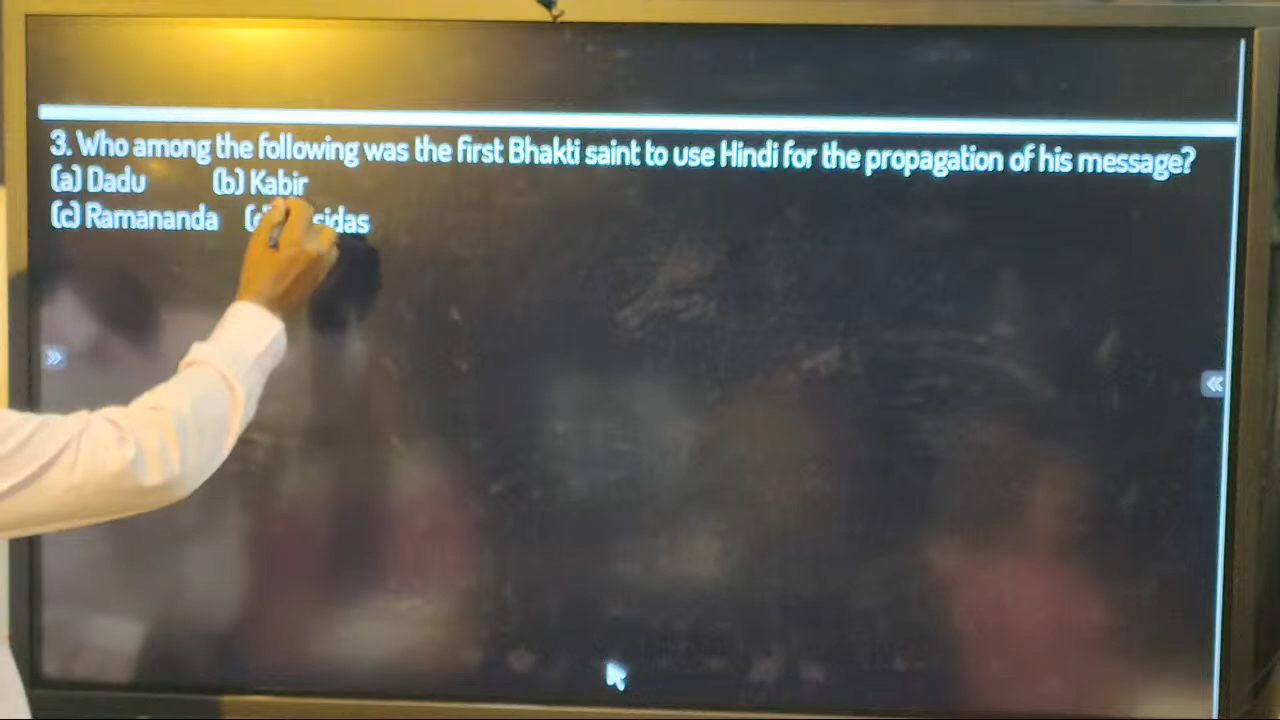 3. Who among the following was the first Bhakti saint to use Hindi for the propagation of his message?
(a) Dadu (b) Kabir
(c) Ramananda